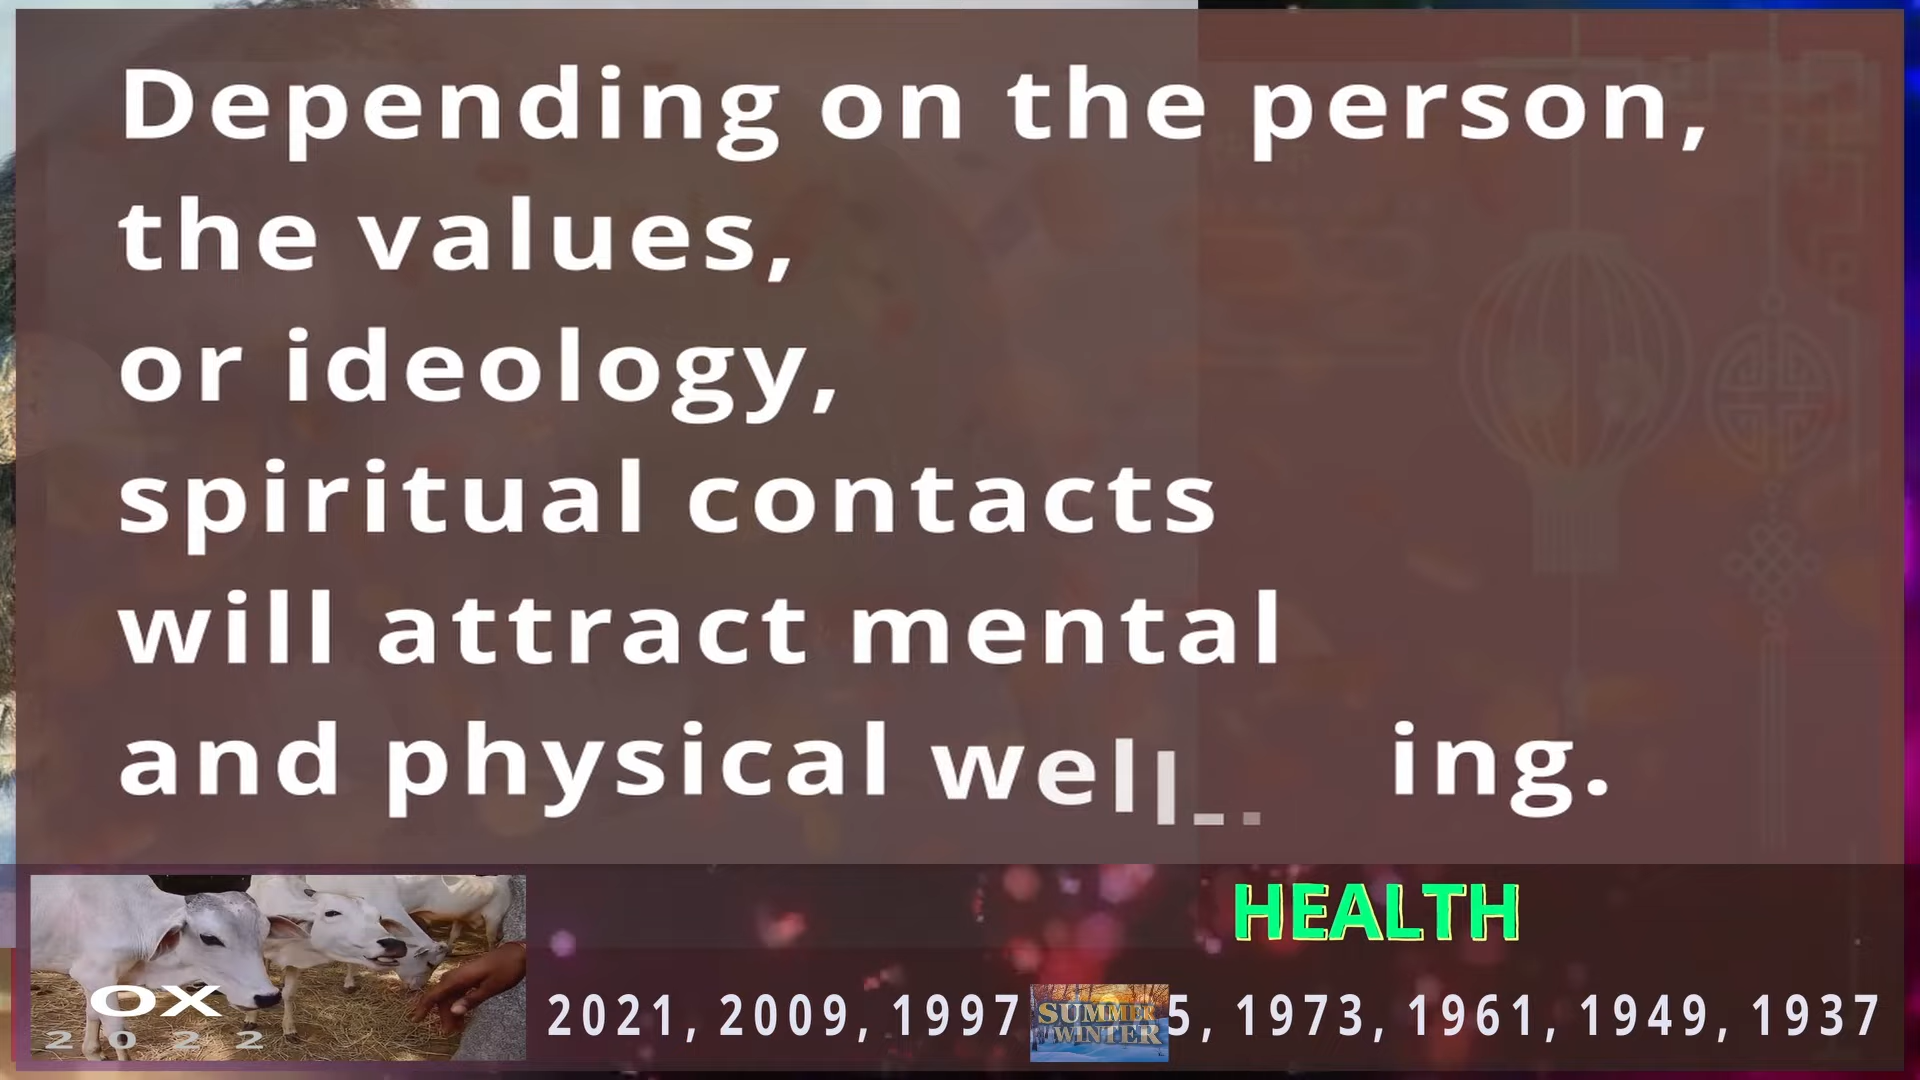 Depending on the person,
the values,
or ideology,
spiritual contacts
will attract mental
and physical well ing.
HEALTH
OX
2022
2021, 2009, 1997 5, 1973, 1961, 1949, 1937
SUMMER
WINTER